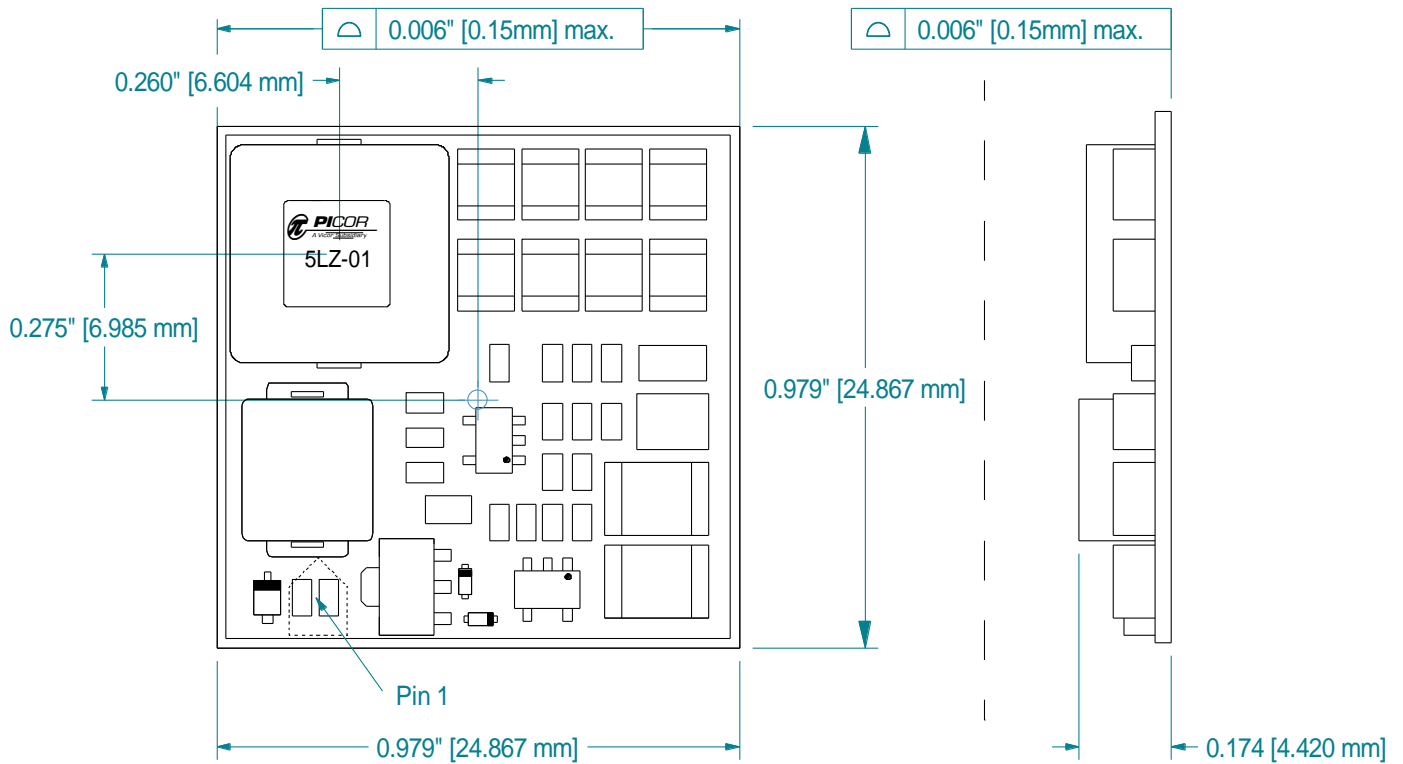 0.006" [0.15mm] max.
0.006" [0.15mm] max.
0.260" [6.604 mm]
PICOR
A Vicor Subsidiary
5LZ-01
0.275" [6.985 mm]
0.979" [24.867 mm]
Pin 1
0.979" [24.867 mm]
0.174 [4.420 mm]